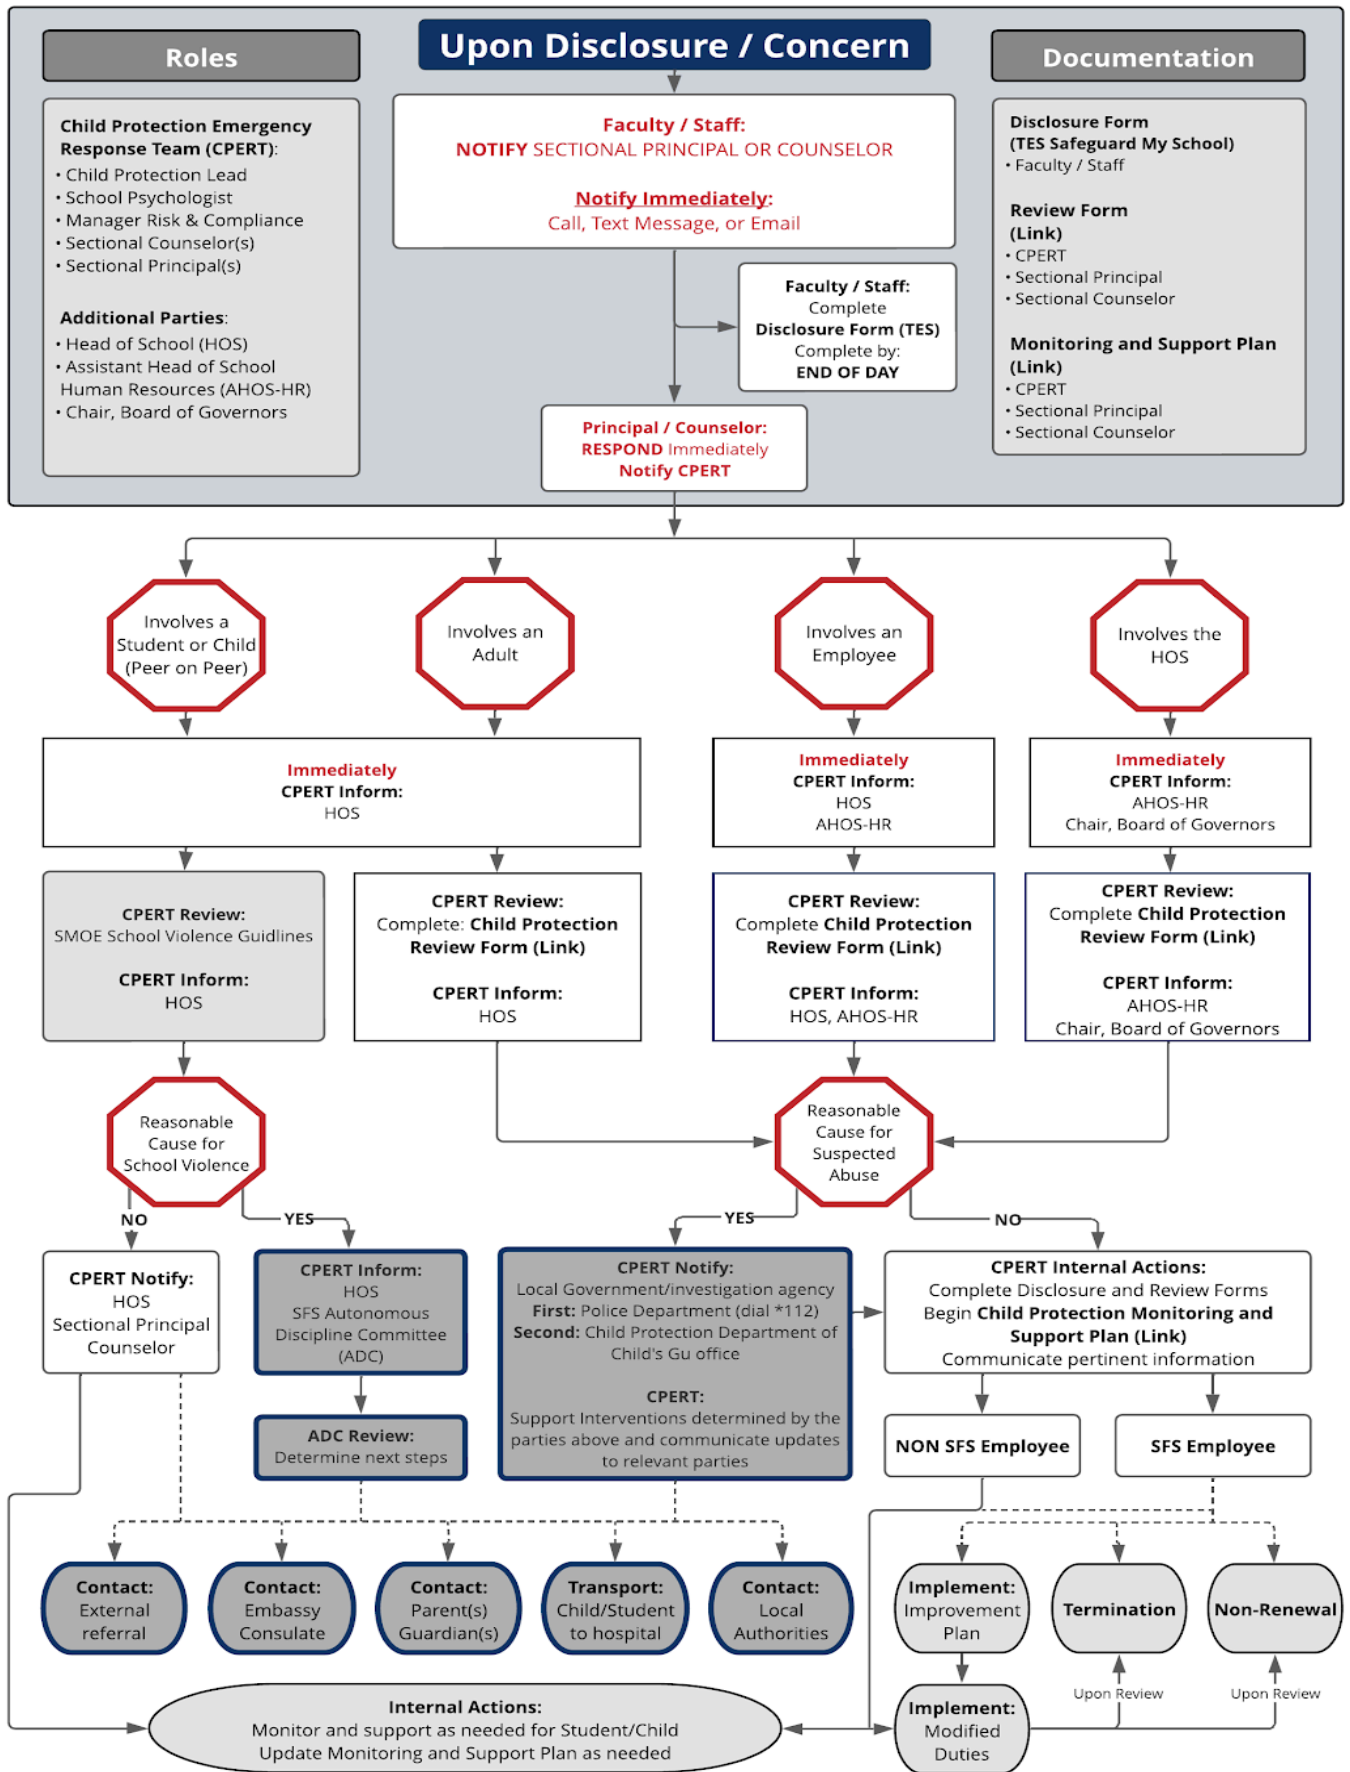 Upon Disclosure / Concern
Roles
Child Protection Emergency
Response Team (CPERT):
• Child Protection Lead
• School Psychologist
• Manager Risk & Compliance
• Sectional Counselor(s)
• Sectional Principal(s)
Additional Parties:
• Head of School (HOS)
• Assistant Head of School
Human Resources (AHOS-HR)
• Chair, Board of Governors
Faculty / Staff:
NOTIFY SECTIONAL PRINCIPAL OR COUNSELOR
Notify Immediately:
Call, Text Message, or Email
Faculty / Staff:
Complete
Disclosure Form (TES)
Complete by:
END OF DAY
Principal / Counselor:
RESPOND Immediately
Notify CPERT
Documentation
Disclosure Form
(TES Safeguard My School)
• Faculty / Staff
Review Form
(Link)
• CPERT
• Sectional Principal
• Sectional Counselor
Monitoring and Support Plan
(Link)
• CPERT
• Sectional Principal
• Sectional Counselor
Involves a
Student or Child
(Peer on Peer)
Involves an
Adult
Involves an
Employee
Involves the
HOS
Immediately
CPERT Inform:
HOS
Immediately
CPERT Inform:
HOS
AHOS-HR
Immediately
CPERT Inform:
AHOS-HR
Chair, Board of Governors
CPERT Review:
SMOE School Violence Guidlines
CPERT Inform:
HOS
CPERT Review:
Complete: Child Protection
Review Form (Link)
CPERT Inform:
HOS
CPERT Review:
Complete Child Protection
Review Form (Link)
CPERT Inform:
HOS, AHOS-HR
CPERT Review:
Complete Child Protection
Review Form (Link)
CPERT Inform:
AHOS-HR
Chair, Board of Governors
Reasonable
Cause for
School Violence
Reasonable
Cause for
Suspected
Abuse
NO
YES
YES
NO
CPERT Notify:
HOS
Sectional Principal
Counselor
CPERT Inform:
HOS
SFS Autonomous
Discipline Committee
(ADC)
ADC Review:
Determine next steps
CPERT Notify:
Local Government/investigation agency
First: Police Department (dial *112)
Second: Child Protection Department of
Child's Gu office
CPERT:
Support Interventions determined by the
parties above and communicate updates
to relevant parties
CPERT Internal Actions:
Complete Disclosure and Review Forms
Begin Child Protection Monitoring and
Support Plan (Link)
Communicate pertinent information
NON SFS Employee
SFS Employee
Contact:
External
referral
Contact:
Embassy
Consulate
Contact:
Parent(s)
Guardian(s)
Transport:
Child/Student
to hospital
Contact:
Local
Authorities
Implement:
Improvement
Plan
Termination
Non-Renewal
Upon Review
Upon Review
Internal Actions:
Monitor and support as needed for Student/Child
Update Monitoring and Support Plan as needed
Implement:
Modified
Duties